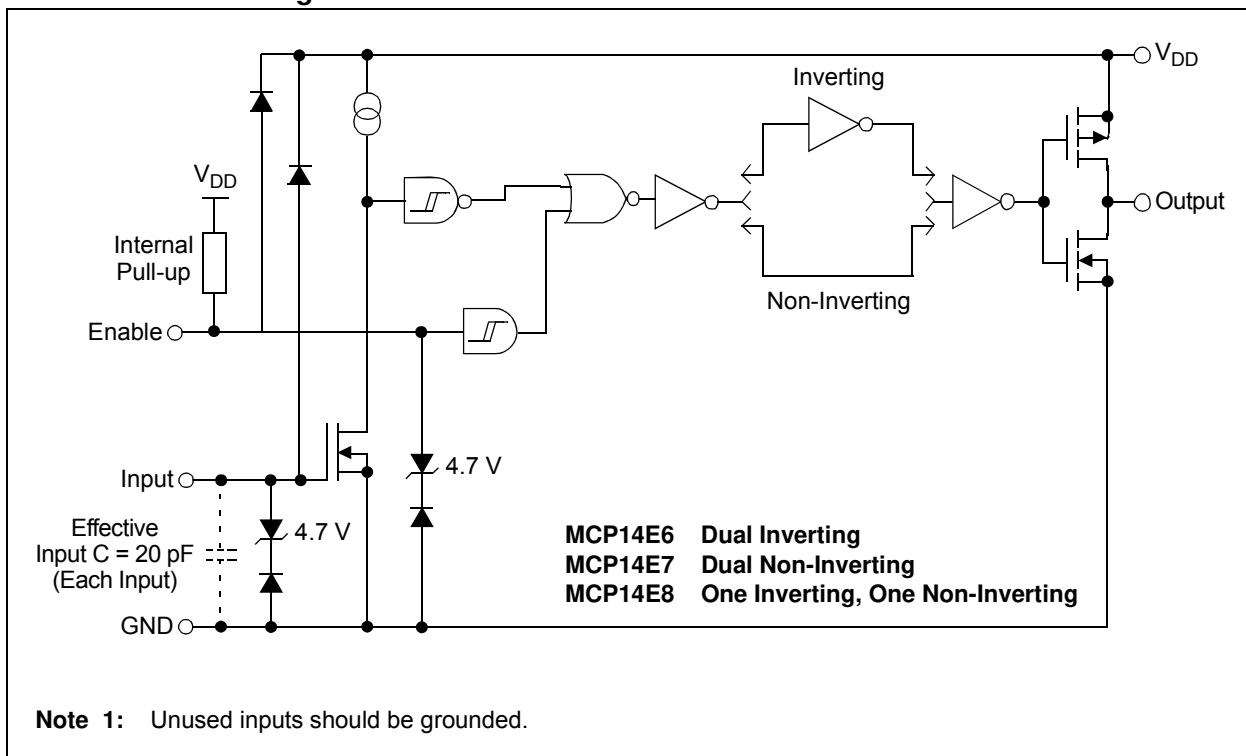 V_DD
Inverting
V_DD
Internal
Pull-up
Output
Non-Inverting
Enable
4.7 V
Input
Effective
Input C = 20 pF
(Each Input)
4.7 V
MCP14E6 Dual Inverting
MCP14E7 Dual Non-Inverting
MCP14E8 One Inverting, One Non-Inverting
GND
Note 1: Unused inputs should be grounded.